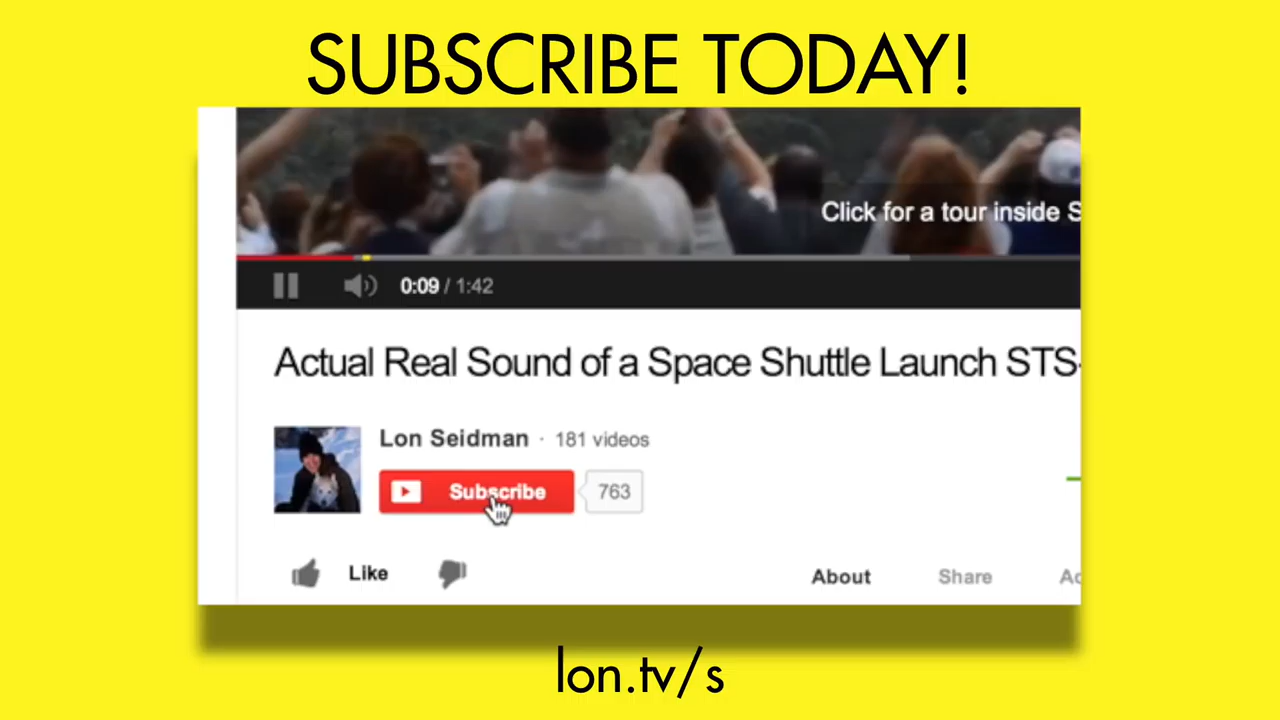 SUBSCRIBE TODAY!
Click for a tour inside S
0:09 / 1:42
Actual Real Sound of a Space Shuttle Launch STS-
Lon Seidman · 181 videos
Subscribe 763
Like About Share
lon.tv/s